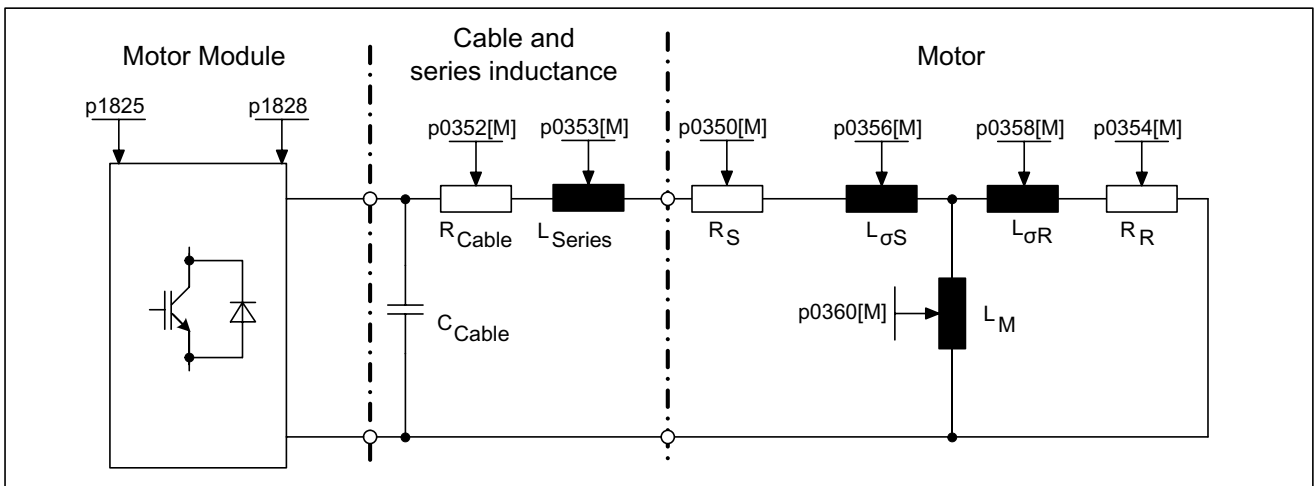 Motor Module
Cable and
series inductance
Motor
p1825
p1828
p0352[M]
p0353[M]
p0350[M]
p0356[M]
p0358[M]
p0354[M]
RCable
LSeries
RS
LσS
LσR
RR
CCable
p0360[M]
LM